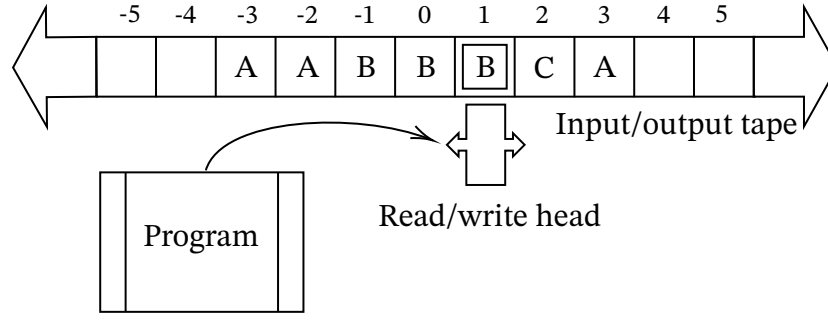 -5 -4 -3 -2 -1 0 1 2 3 4 5
A A B B B C A
Input/output tape
Read/write head
Program